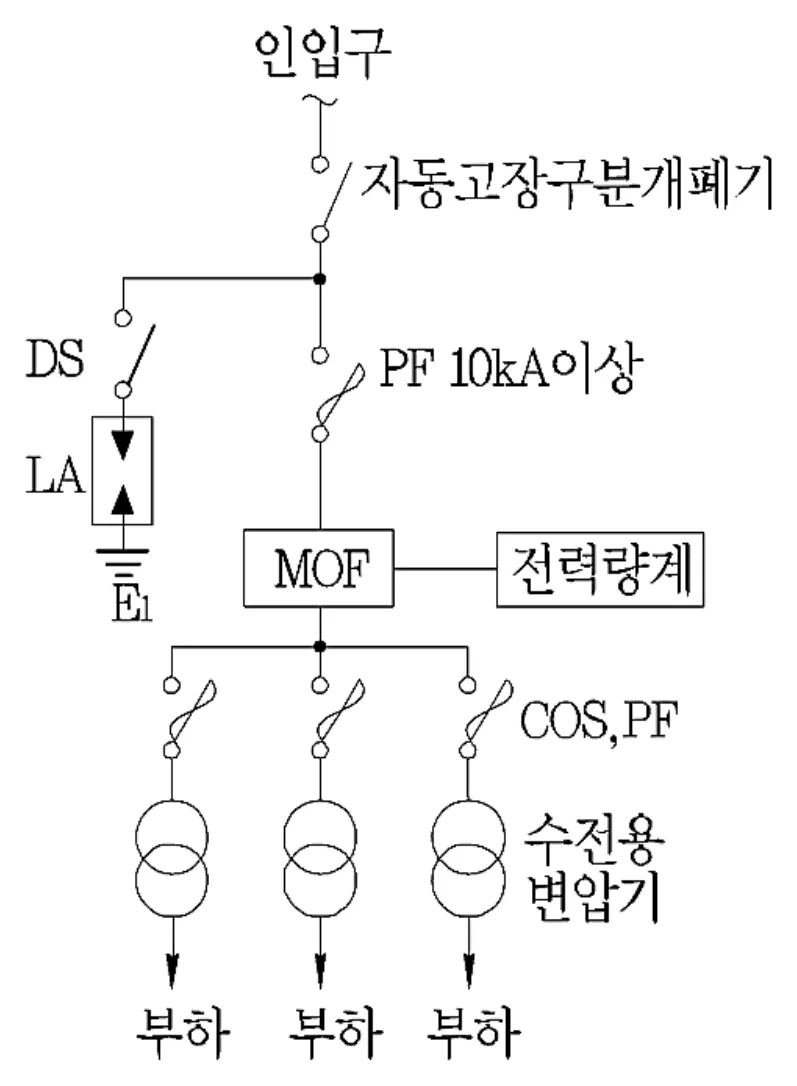 인입구
자동고장구분개폐기
DS
PF 10kA이상
LA
E1
MOF
전력량계
COS,PF
수전용
변압기
부하
부하
부하